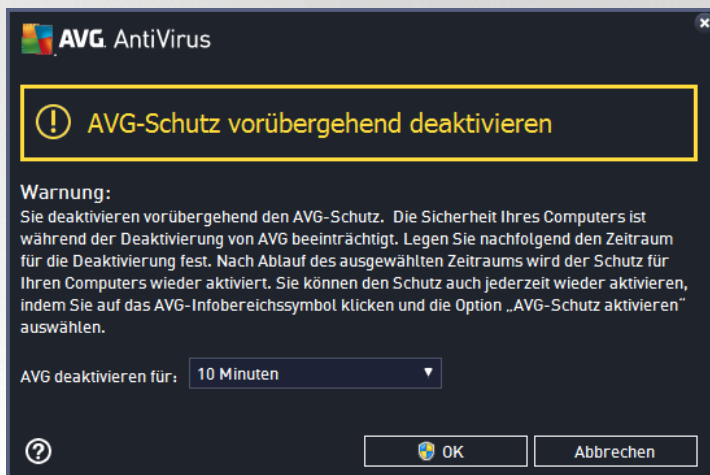 AVG. AntiVirus
AVG-Schutz vorübergehend deaktivieren
Warnung:
Sie deaktivieren vorübergehend den AVG-Schutz. Die Sicherheit Ihres Computers ist
während der Deaktivierung von AVG beeinträchtigt. Legen Sie nachfolgend den Zeitraum
für die Deaktivierung fest. Nach Ablauf des ausgewählten Zeitraums wird der Schutz für
Ihren Computers wieder aktiviert. Sie können den Schutz auch jederzeit wieder aktivieren,
indem Sie auf das AVG-Infobereichssymbol klicken und die Option „AVG-Schutz aktivieren“
auswählen.
AVG deaktivieren für: 10 Minuten
OK Abbrechen